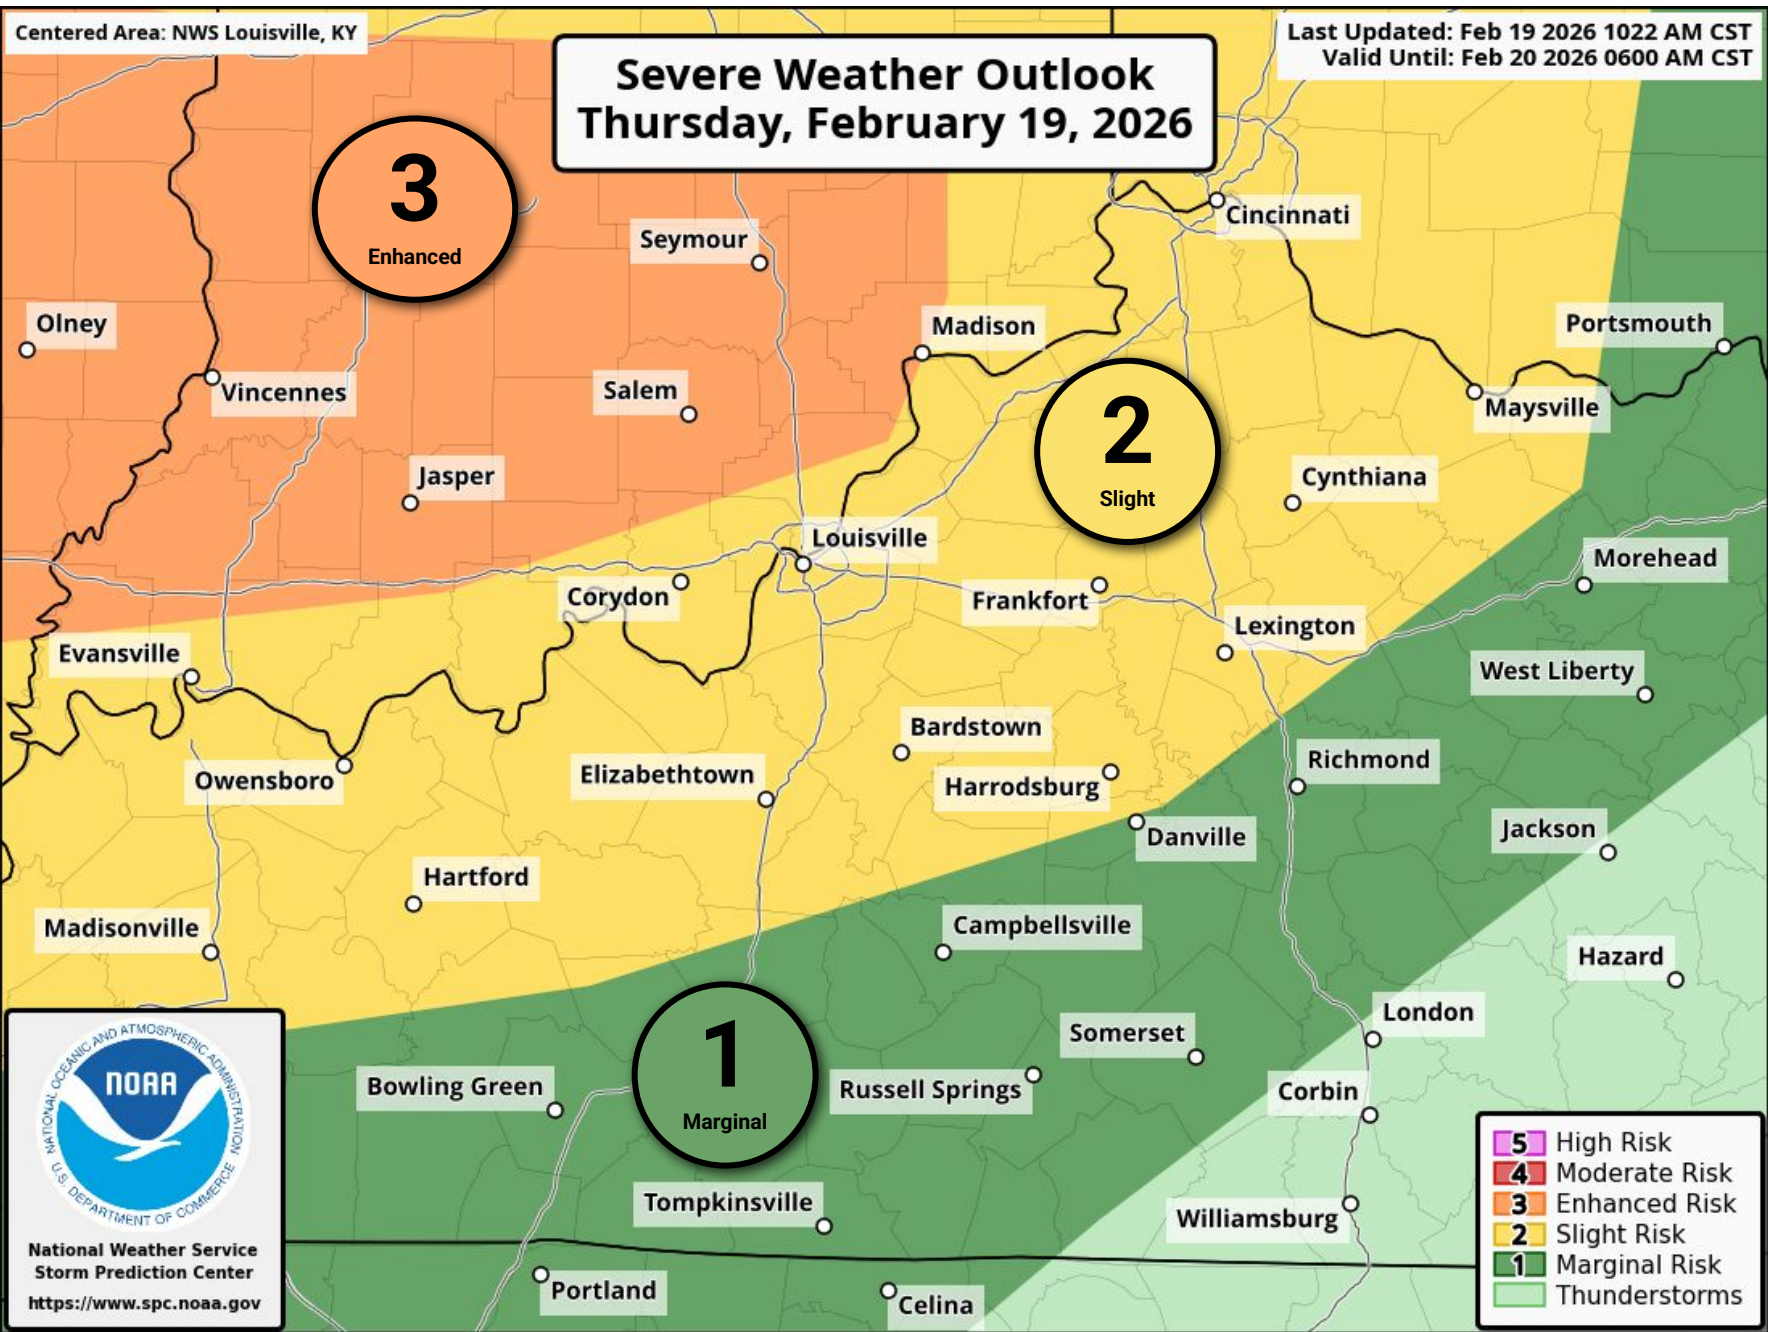 Centered Area: NWS Louisville, KY
Last Updated: Feb 19 2026 1022 AM CST
Valid Until: Feb 20 2026 0600 AM CST
Severe Weather Outlook
Thursday, February 19, 2026
3
Enhanced
Cincinnati
Seymour
Olney
Madison
Portsmouth
Vincennes
Salem
2
Slight
Maysville
Jasper
Cynthiana
Louisville
Morehead
Corydon
Frankfort
Lexington
Evansville
West Liberty
Bardstown
Owensboro
Elizabethtown
Harrodsburg
Richmond
Danville
Jackson
Hartford
Madisonville
Campbellsville
Hazard
1
Marginal
London
Somerset
Bowling Green
Russell Springs
Corbin
Tompkinsville
Williamsburg
Portland
Celina
NATIONAL OCEANIC AND ATMOSPHERIC ADMINISTRATION
NOAA
U.S. DEPARTMENT OF COMMERCE
National Weather Service
Storm Prediction Center
https://www.spc.noaa.gov
5 High Risk
4 Moderate Risk
3 Enhanced Risk
2 Slight Risk
1 Marginal Risk
Thunderstorms